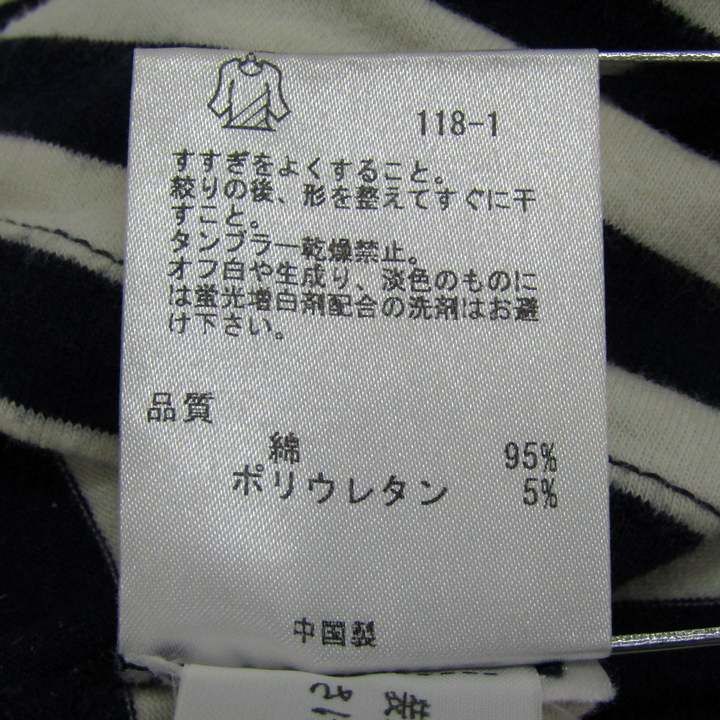 118-1
すすぎをよくすること。
絞りの後、形を整えてすぐに干
すこと。
タンブラー乾燥禁止。
オフ白や生成り、淡色のものに
は蛍光増白剤配合の洗剤はお避
け下さい。
品質
綿 95%
ポリウレタン 5%
中国製